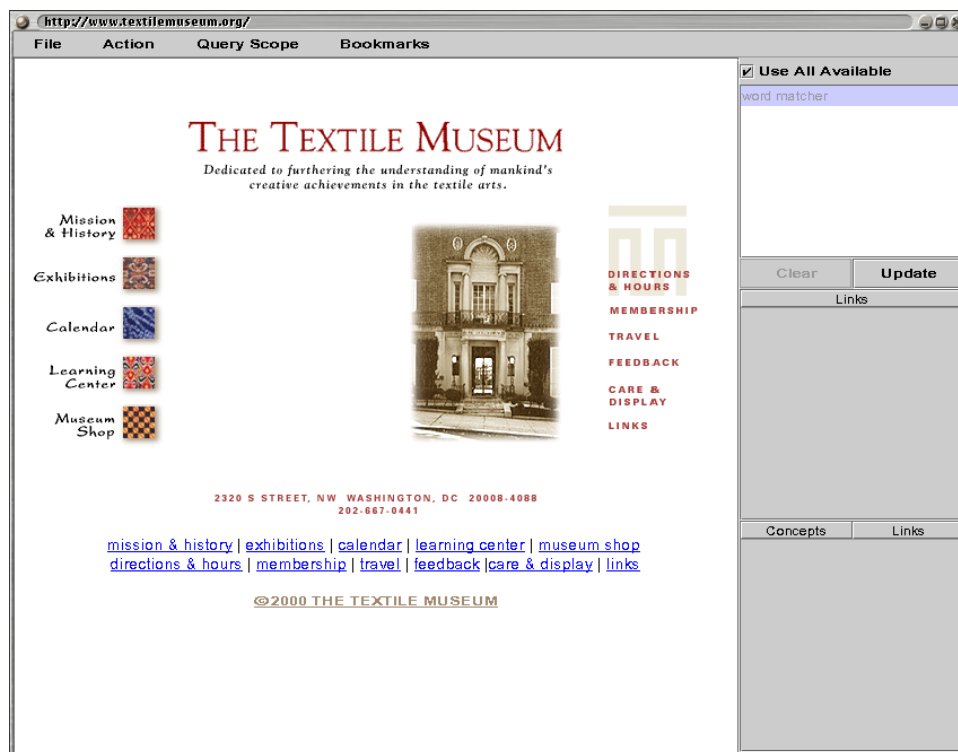 http://www.textilemuseum.org/
File Action Query Scope Bookmarks
Use All Available
word matcher
THE TEXTILE MUSEUM
Dedicated to furthering the understanding of mankind's
creative achievements in the textile arts.
Mission
& History
Exhibitions
Calendar
Learning
Center
Museum
Shop
DIRECTIONS
& HOURS
MEMBERSHIP
TRAVEL
FEEDBACK
CARE &
DISPLAY
LINKS
2320 S STREET, NW WASHINGTON, DC 20008-4088
202-667-0441
mission & history | exhibitions | calendar | learning center | museum shop
directions & hours | membership | travel | feedback |care & display | links
©2000 THE TEXTILE MUSEUM
Clear Update
Links
Concepts Links